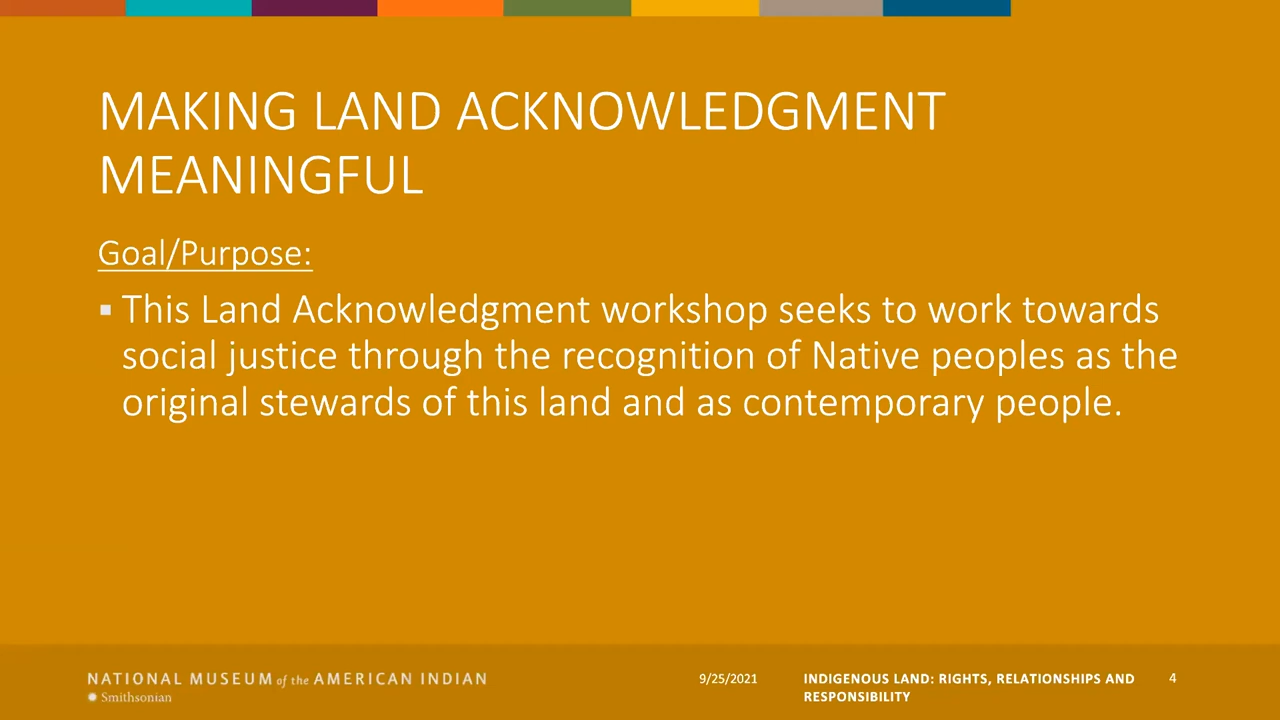 MAKING LAND ACKNOWLEDGMENT
MEANINGFUL
Goal/Purpose:
▪ This Land Acknowledgment workshop seeks to work towards
social justice through the recognition of Native peoples as the
original stewards of this land and as contemporary people.
NATIONAL MUSEUM of the AMERICAN INDIAN
Smithsonian
9/25/2021
INDIGENOUS LAND: RIGHTS, RELATIONSHIPS AND
RESPONSIBILITY
4